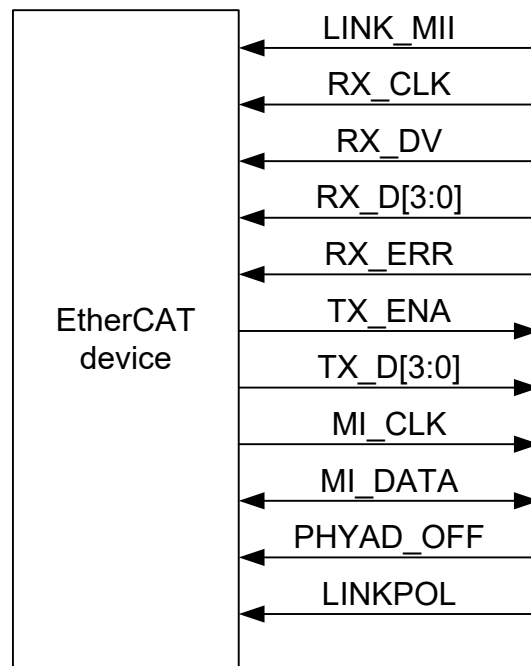 LINK_MII
RX_CLK
RX_DV
RX_D[3:0]
RX_ERR
EtherCAT
device
TX_ENA
TX_D[3:0]
MI_CLK
MI_DATA
PHYAD_OFF
LINKPOL